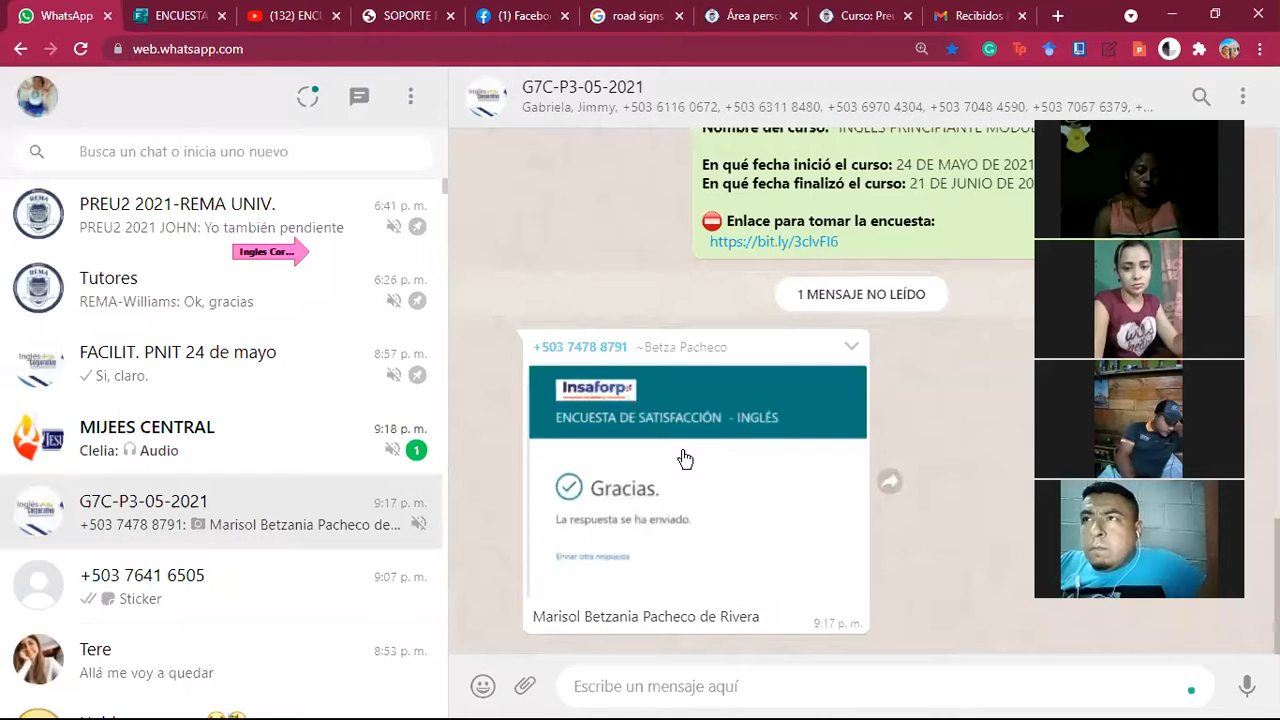 WhatsApp
ENCUESTA
(132) ENCU
SOPORTE E
(1) Facebo
road signs
Área perso
Curso: Preu
Recibidos
web.whatsapp.com
Busca un chat o inicia uno nuevo
PREU2 2021-REMA UNIV.
6:41 p. m.
PREU2 2021 JOHN: Yo también pendiente
Ingles Cor...
Tutores
6:26 p. m.
REMA-Williams: Ok, gracias
FACILIT. PNIT 24 de mayo
8:57 p. m.
Si, claro.
MIJEES CENTRAL
9:18 p. m.
Clelia: Audio
1
G7C-P3-05-2021
9:17 p. m.
+503 7478 8791: Marisol Betzania Pacheco de...
+503 7641 6505
9:07 p. m.
Sticker
Tere
8:53 p. m.
Allá me voy a quedar
G7C-P3-05-2021
Gabriela, Jimmy, +503 6116 0672, +503 6311 8480, +503 6970 4304, +503 7048 4590, +503 7067 6379, +...
Nombre del curso: INGLÉS PRINCIPIANTE MODU
En qué fecha inició el curso: 24 DE MAYO DE 2021
En qué fecha finalizó el curso: 21 DE JUNIO DE 20
Enlace para tomar la encuesta:
https://bit.ly/3clvFI6
1 MENSAJE NO LEÍDO
+503 7478 8791 ~Betza Pacheco
Insaforp
ENCUESTA DE SATISFACCIÓN - INGLÉS
Gracias.
La respuesta se ha enviado.
Enviar otra respuesta
Marisol Betzania Pacheco de Rivera
9:17 p. m.
Escribe un mensaje aquí